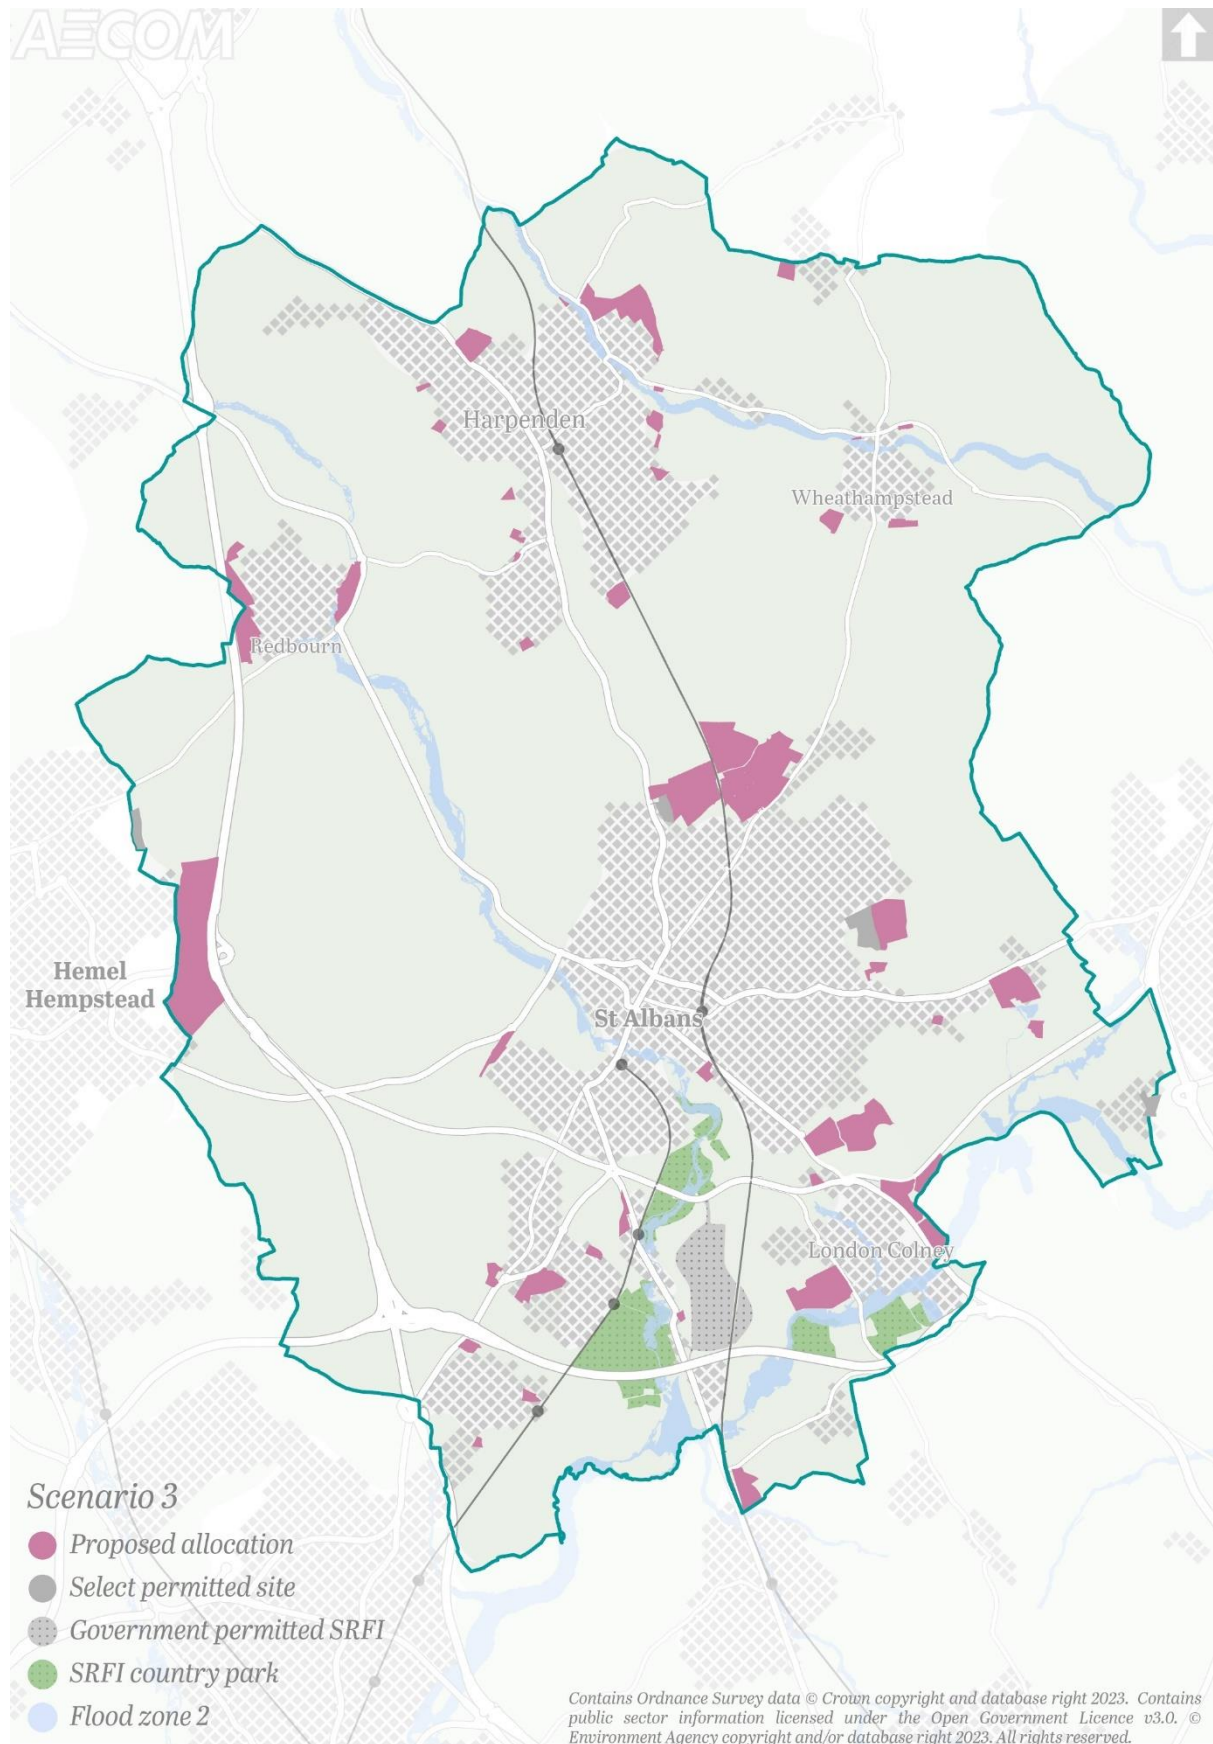 AECOM
Harpenden
Wheathampstead
Redbourn
Hemel
Hempstead
St Albans
London Colney
Scenario 3
Proposed allocation
Select permitted site
Government permitted SRFI
SRFI country park
Flood zone 2
Contains Ordnance Survey data © Crown copyright and database right 2023. Contains
public sector information licensed under the Open Government Licence v3.0. ©
Environment Agency copyright and/or database right 2023. All rights reserved.